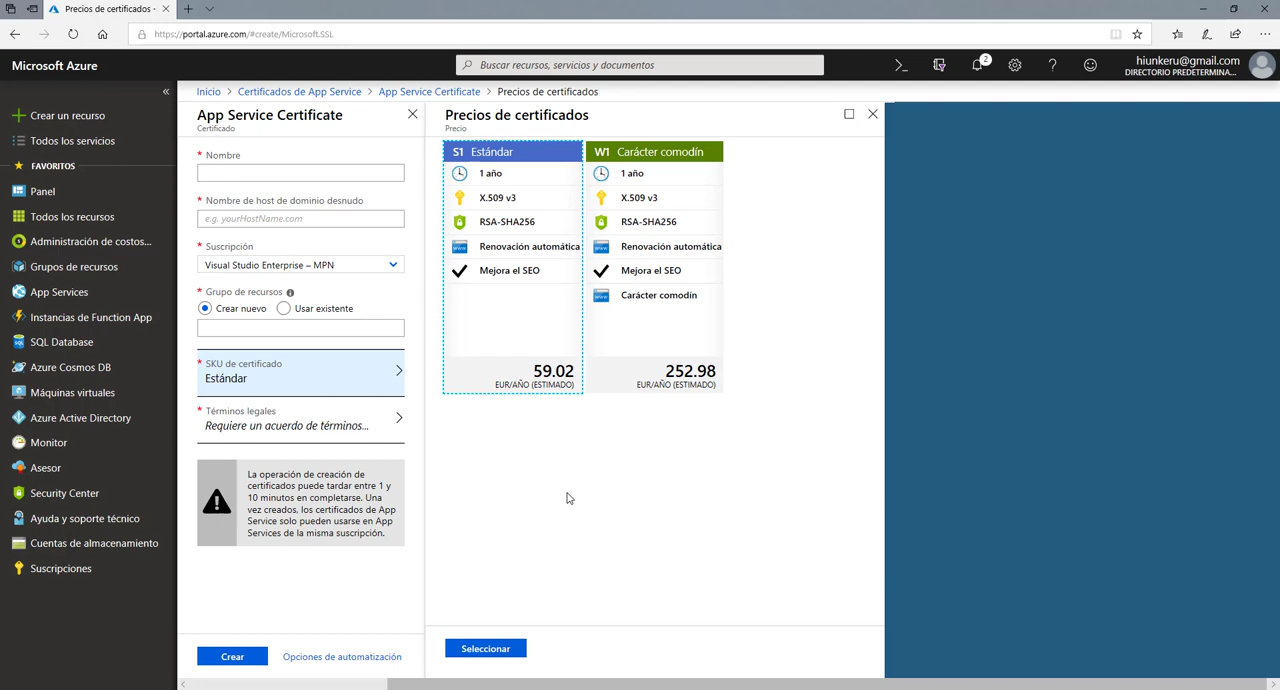 Precios de certificados -
https://portal.azure.com/#create/Microsoft.SSL
Microsoft Azure
Buscar recursos, servicios y documentos
2
hiunkeru@gmail.com
DIRECTORIO PREDETERMINA...
Crear un recurso
Todos los servicios
FAVORITOS
Panel
Todos los recursos
Administración de costos...
Grupos de recursos
App Services
Instancias de Function App
SQL Database
Azure Cosmos DB
Máquinas virtuales
Azure Active Directory
Monitor
Asesor
Security Center
Ayuda y soporte técnico
Cuentas de almacenamiento
Suscripciones
Inicio > Certificados de App Service > App Service Certificate > Precios de certificados
App Service Certificate
Certificado
* Nombre
* Nombre de host de dominio desnudo
e.g. yourHostName.com
* Suscripción
Visual Studio Enterprise – MPN
* Grupo de recursos
Crear nuevo Usar existente
* SKU de certificado
Estándar
* Términos legales
Requiere un acuerdo de términos...
La operación de creación de
certificados puede tardar entre 1 y
10 minutos en completarse. Una
vez creados, los certificados de App
Service solo pueden usarse en App
Services de la misma suscripción.
Crear Opciones de automatización
Precios de certificados
Precio
S1 Estándar
1 año
X.509 v3
RSA-SHA256
Renovación automática
Mejora el SEO
59.02
EUR/AÑO (ESTIMADO)
W1 Carácter comodín
1 año
X.509 v3
RSA-SHA256
Renovación automática
Mejora el SEO
Carácter comodín
252.98
EUR/AÑO (ESTIMADO)
Seleccionar